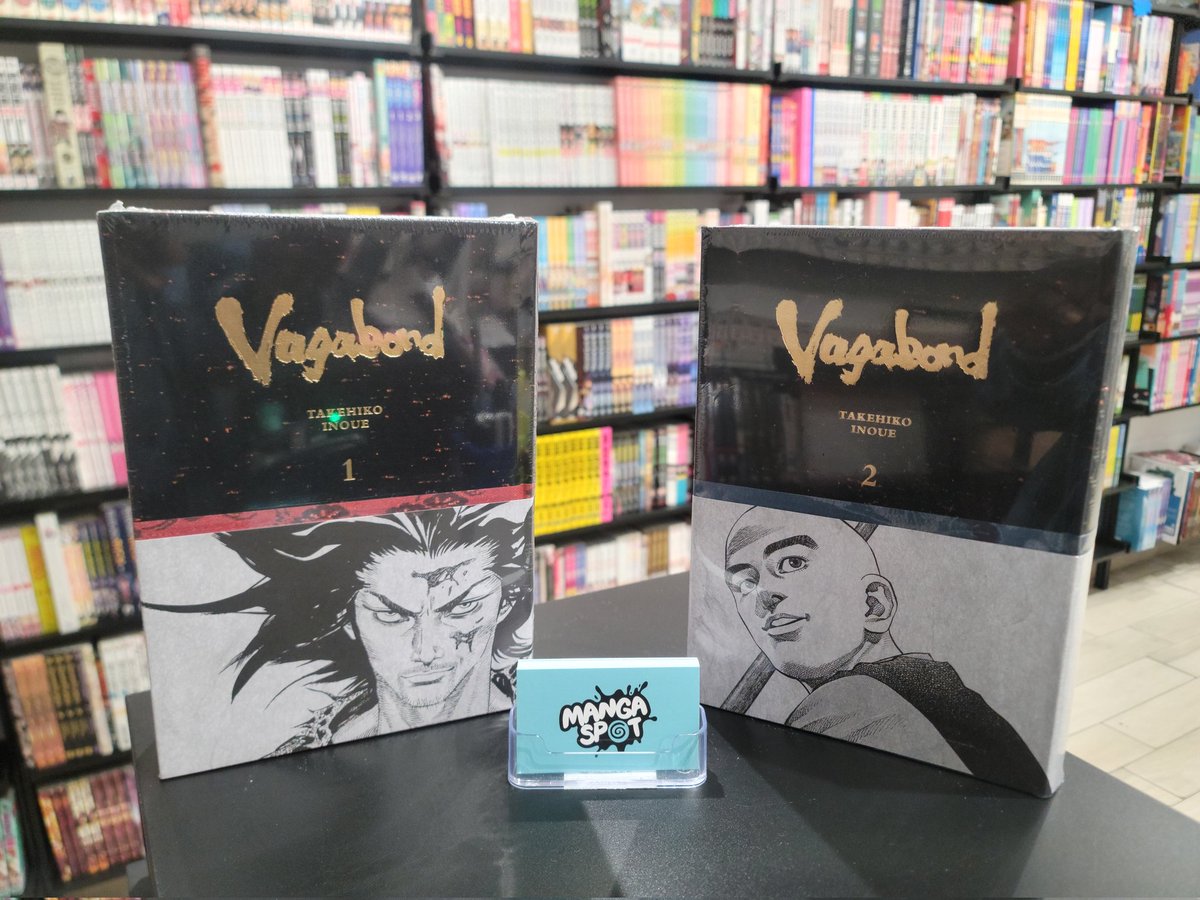 Vagabond
TAKEHIKO
INOUE
1
Vagabond
TAKEHIKO
INOUE
2
MANGA
SPOT